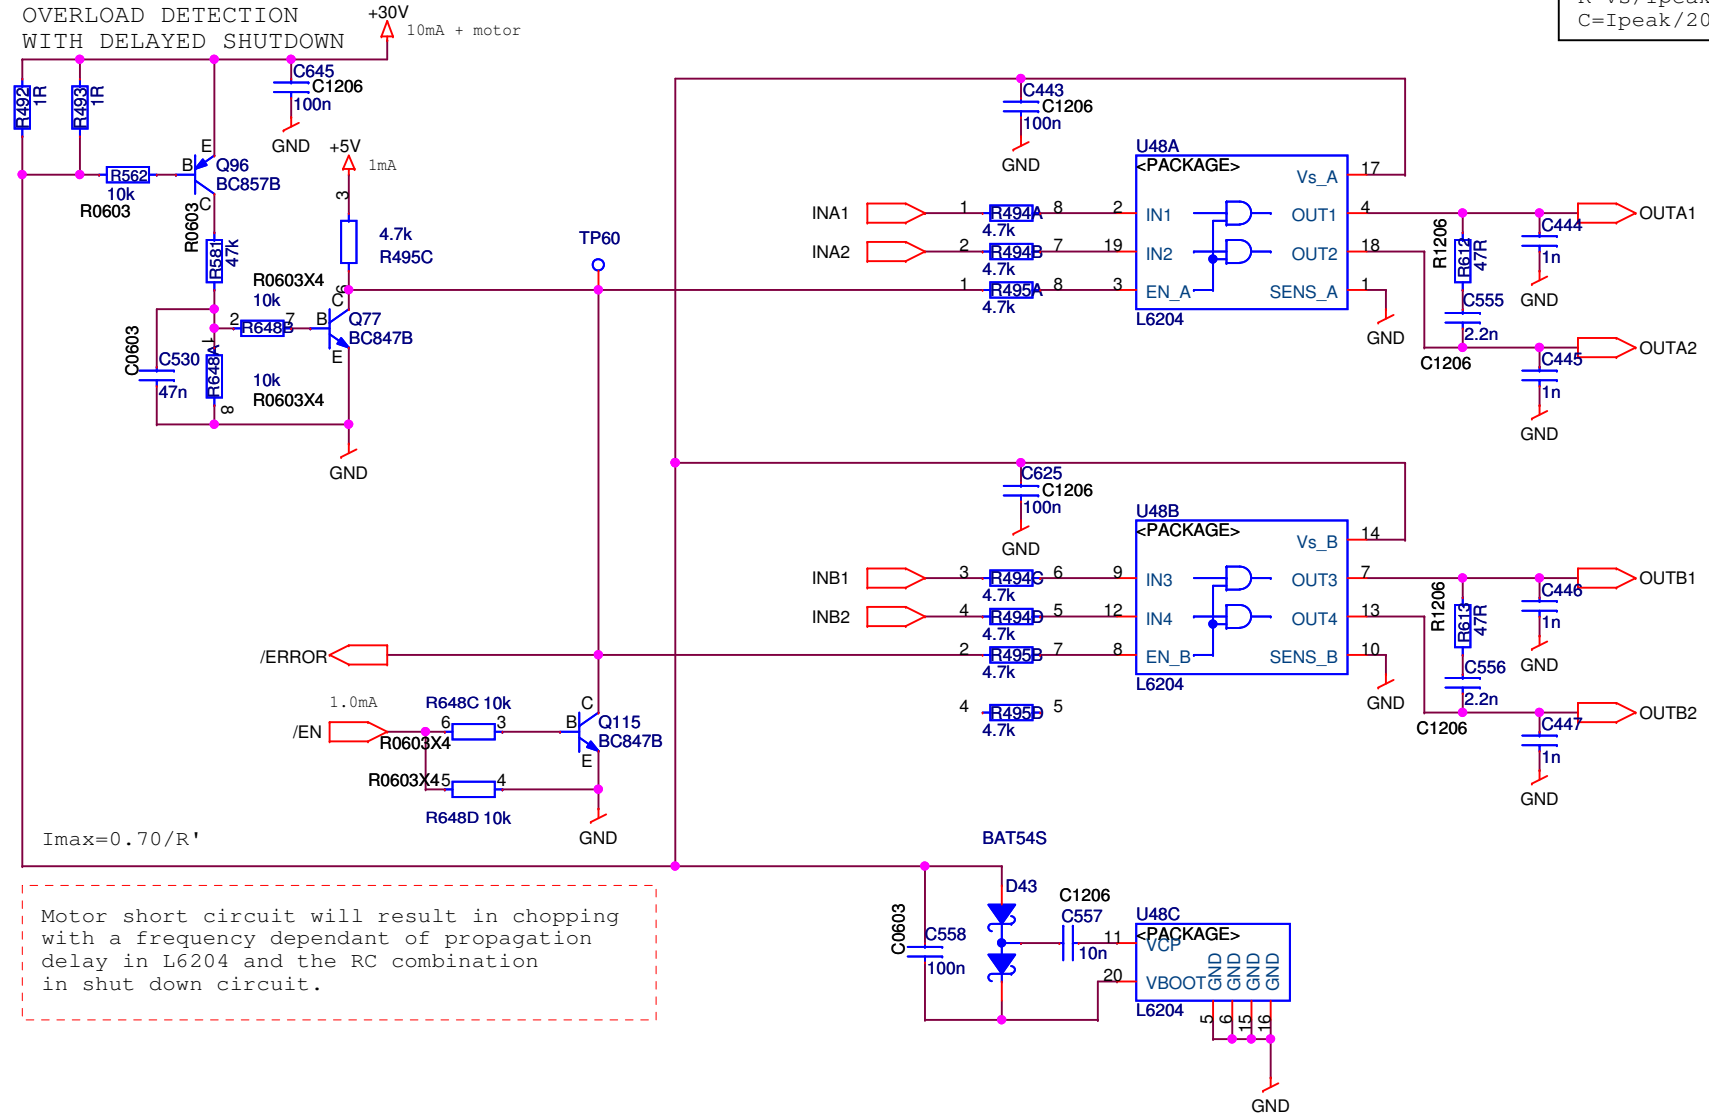 OVERLOAD DETECTION
WITH DELAYED SHUTDOWN
+30V
10mA + motor
C=Ipeak/20
R492
1R
R493
1R
C645
C1206
100n
GND
E
B
Q96
BC857B
C
R562
10k
R0603
+5V
1mA
3
4.7k
R495C
6
R0603
R581
47k
R0603X4
10k
2
R648B
7
C
B
Q77
BC847B
E
C0603
C530
47n
1
R648A
8
10k
R0603X4
GND
TP60
C443
C1206
100n
GND
U48A
<PACKAGE>
Vs_A
17
INA1
1
R494A
8
4.7k
2
IN1
OUT1
4
OUTA1
INA2
2
R494B
7
4.7k
19
IN2
OUT2
18
1
R495A
8
4.7k
3
EN_A
SENS_A
1
L6204
GND
R1206
R612
47R
C444
1n
GND
C555
2.2n
C1206
OUTA2
C445
1n
GND
C625
C1206
100n
GND
U48B
<PACKAGE>
Vs_B
14
INB1
3
R494C
6
4.7k
9
IN3
OUT3
7
OUTB1
INB2
4
R494D
5
4.7k
12
IN4
OUT4
13
/ERROR
2
R495B
7
4.7k
8
EN_B
SENS_B
10
L6204
GND
4
R495D
5
4.7k
R1206
R613
47R
C446
1n
GND
C556
2.2n
C1206
OUTB2
C447
1n
GND
1.0mA
/EN
R648C 10k
6
3
R0603X4
C
B
Q115
BC847B
E
R0603X4
5
4
R648D 10k
GND
Imax=0.70/R'
Motor short circuit will result in chopping
with a frequency dependant of propagation
delay in L6204 and the RC combination
in shut down circuit.
BAT54S
D43
C0603
C558
100n
C1206
C557
10n
U48C
<PACKAGE>
11
VCP
20
VBOOT
GND
GND
GND
GND
L6204
5
6
15
16
GND